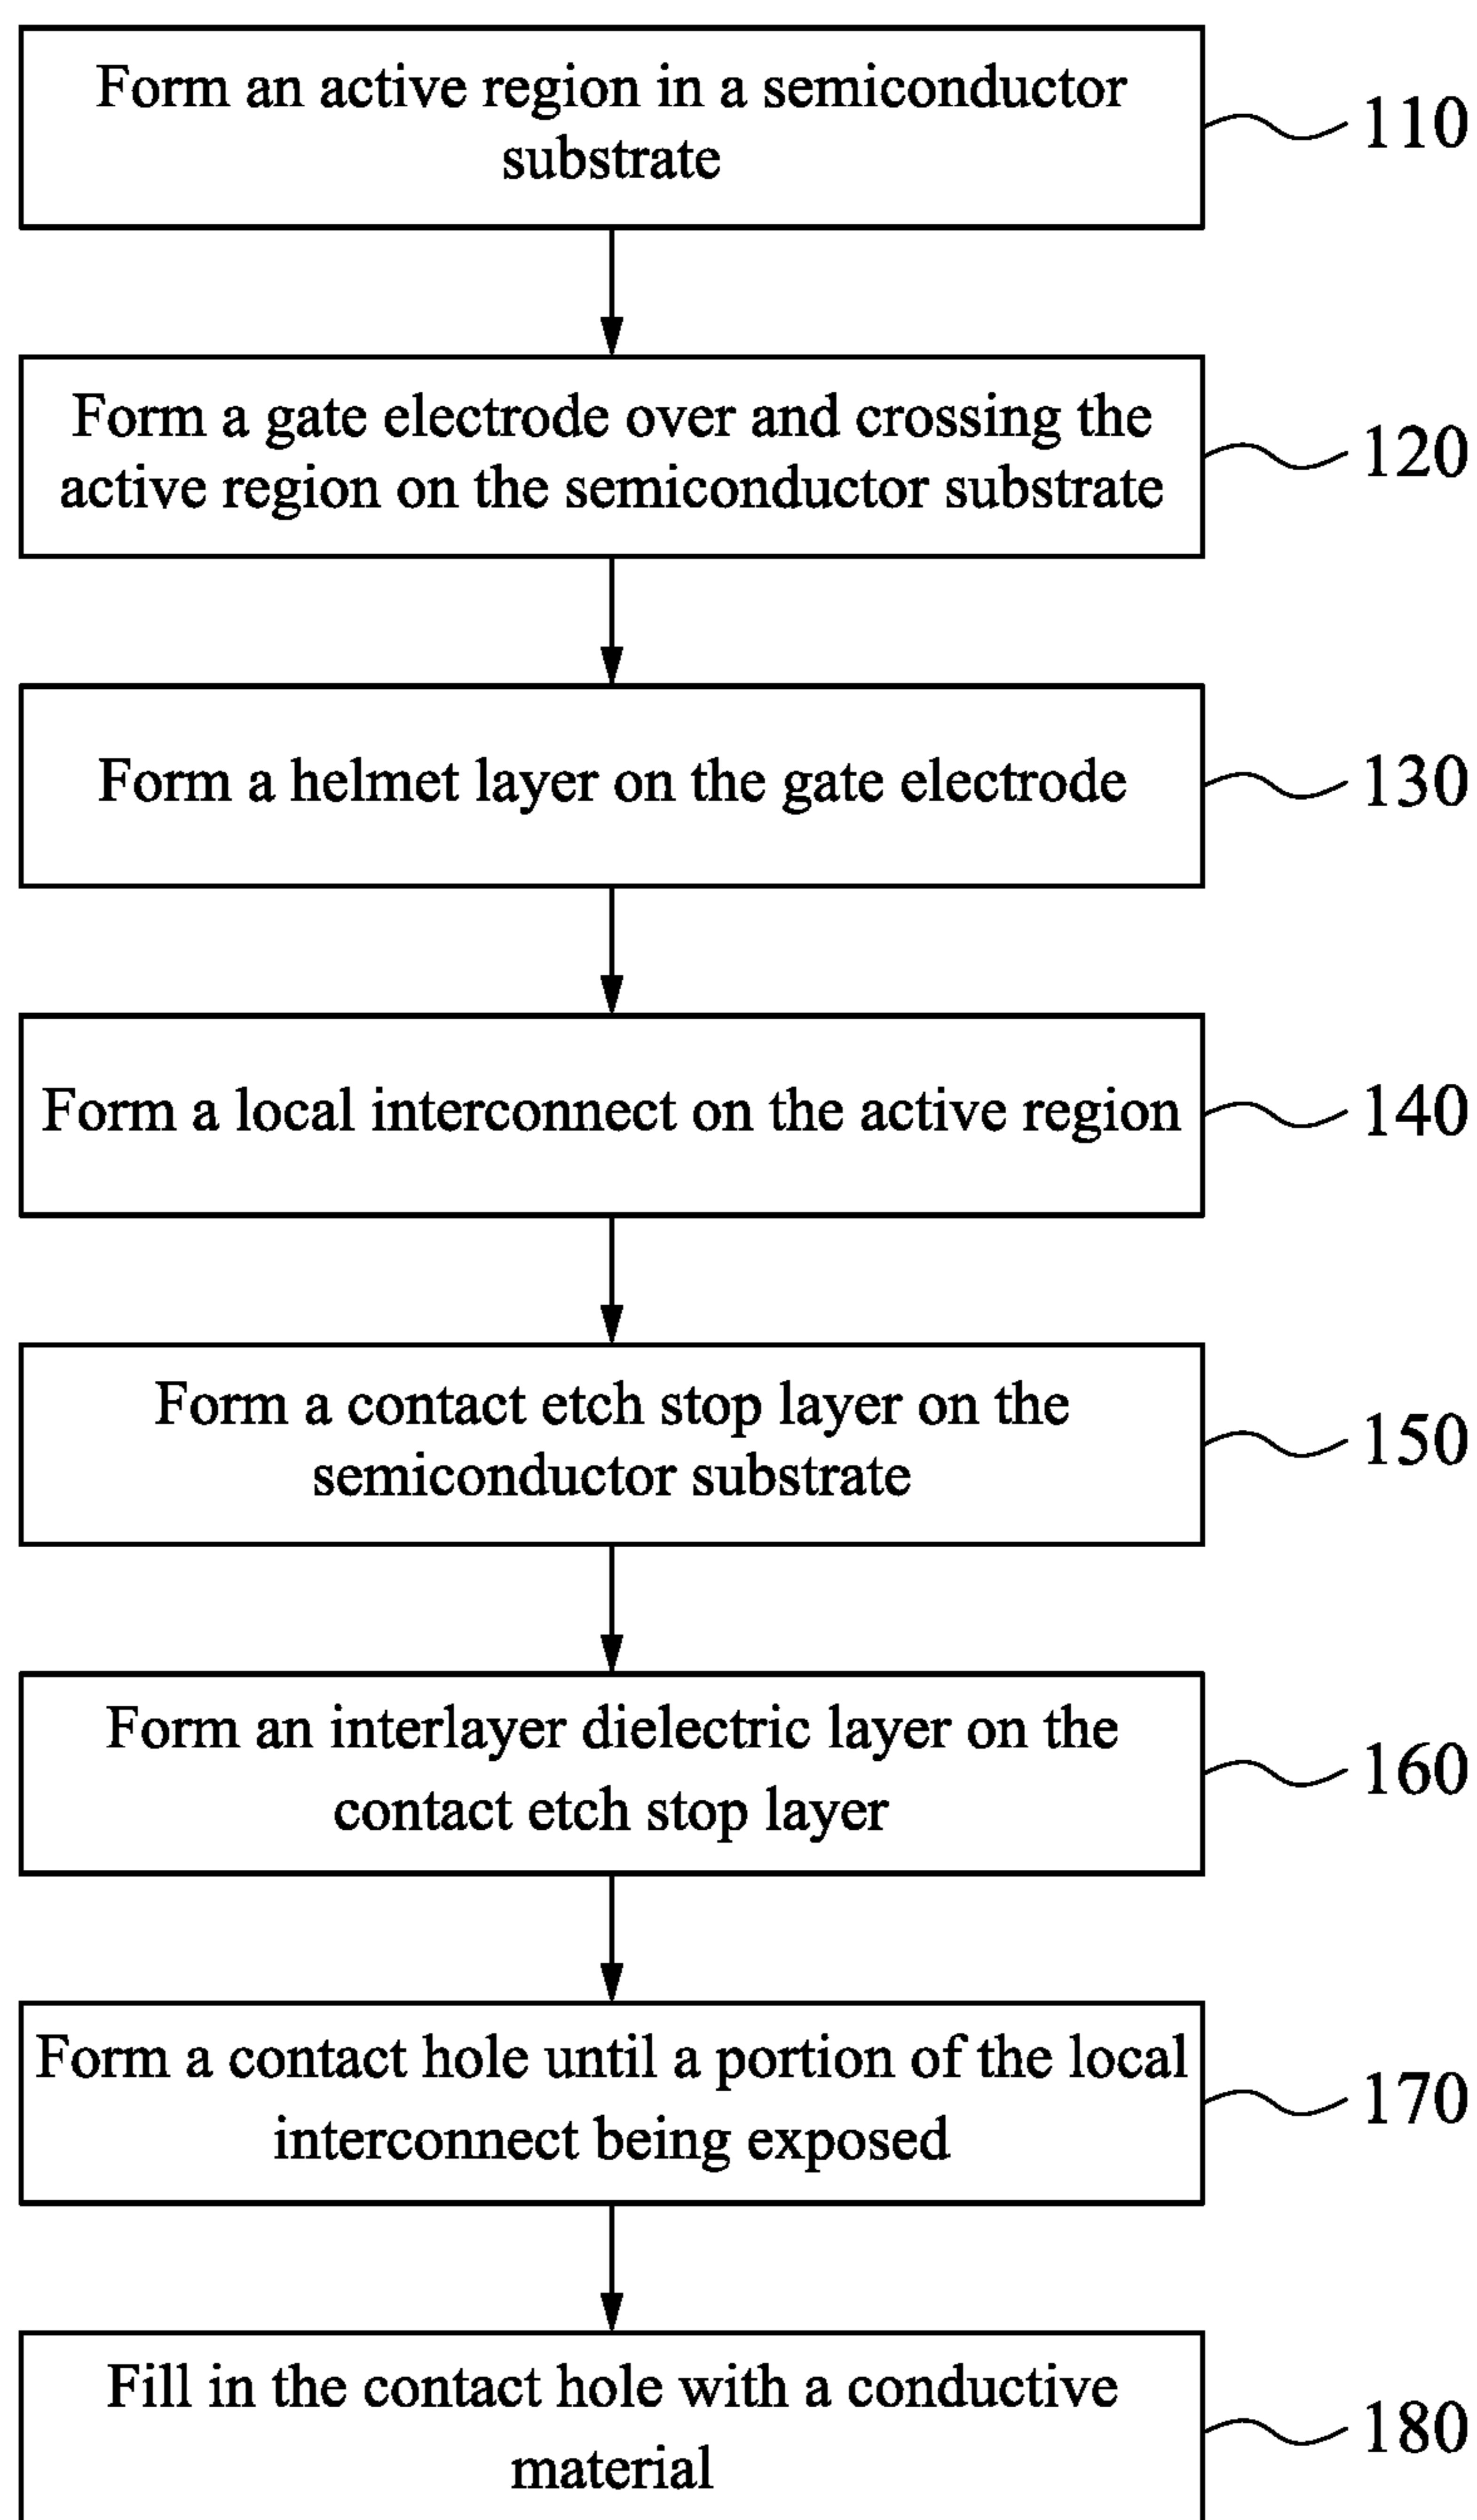 Form an active region in a semiconductor
substrate
110
Form a gate electrode over and crossing the
active region on the semiconductor substrate
120
Form a helmet layer on the gate electrode
130
Form a local interconnect on the active region
140
Form a contact etch stop layer on the
semiconductor substrate
150
Form an interlayer dielectric layer on the
contact etch stop layer
160
Form a contact hole until a portion of the local
interconnect being exposed
170
Fill in the contact hole with a conductive
material
180